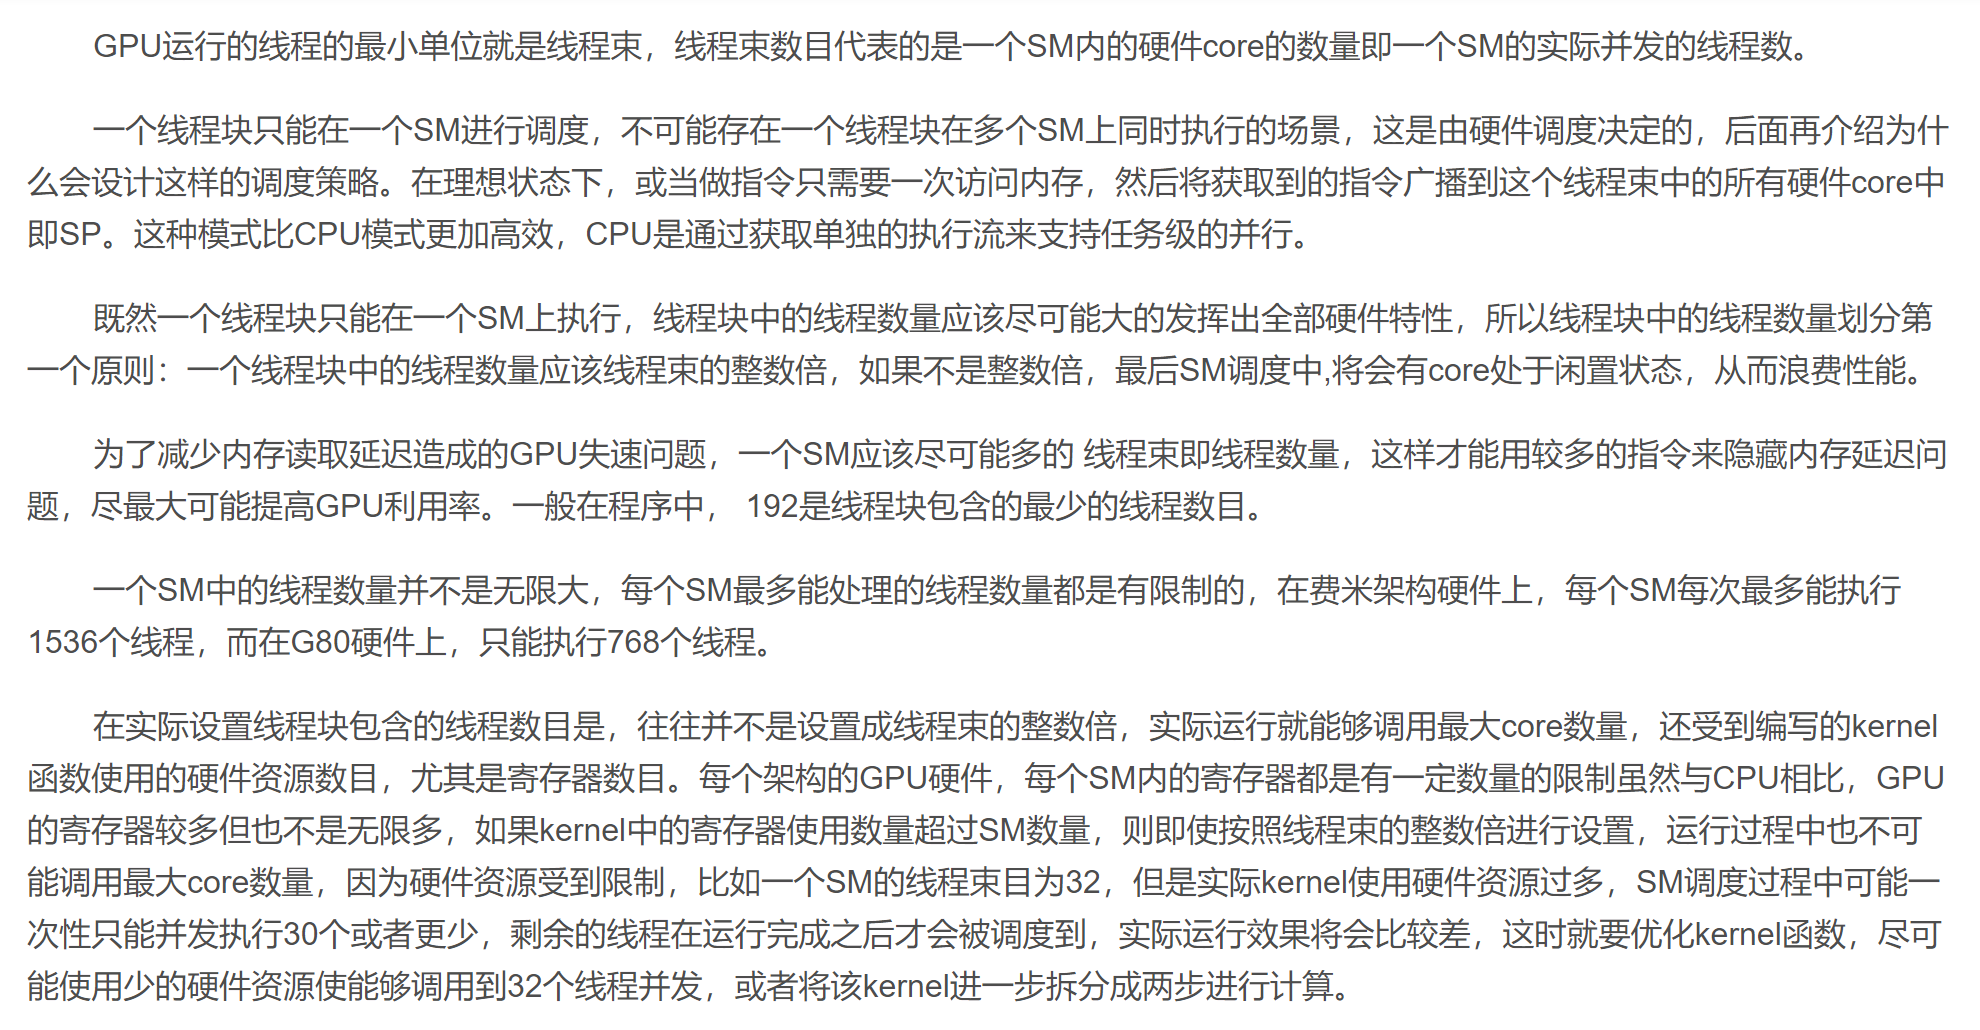 GPU运行的线程的最小单位就是线程束，线程束数目代表的是一个SM内的硬件core的数量即一个SM的实际并发的线程数。
一个线程块只能在一个SM进行调度，不可能存在一个线程块在多个SM上同时执行的场景，这是由硬件调度决定的，后面再介绍为什
么会设计这样的调度策略。在理想状态下，或当做指令只需要一次访问内存，然后将获取到的指令广播到这个线程束中的所有硬件core中
即SP。这种模式比CPU模式更加高效，CPU是通过获取单独的执行流来支持任务级的并行。
既然一个线程块只能在一个SM上执行，线程块中的线程数量应该尽可能大的发挥出全部硬件特性，所以线程块中的线程数量划分第
一个原则：一个线程块中的线程数量应该线程束的整数倍，如果不是整数倍，最后SM调度中,将会有core处于闲置状态，从而浪费性能。
为了减少内存读取延迟造成的GPU失速问题，一个SM应该尽可能多的 线程束即线程数量，这样才能用较多的指令来隐藏内存延迟问
题，尽最大可能提高GPU利用率。一般在程序中， 192是线程块包含的最少的线程数目。
一个SM中的线程数量并不是无限大，每个SM最多能处理的线程数量都是有限制的，在费米架构硬件上，每个SM每次最多能执行
1536个线程，而在G80硬件上，只能执行768个线程。
在实际设置线程块包含的线程数目是，往往并不是设置成线程束的整数倍，实际运行就能够调用最大core数量，还受到编写的kernel
函数使用的硬件资源数目，尤其是寄存器数目。每个架构的GPU硬件，每个SM内的寄存器都是有一定数量的限制虽然与CPU相比，GPU
的寄存器较多但也不是无限多，如果kernel中的寄存器使用数量超过SM数量，则即使按照线程束的整数倍进行设置，运行过程中也不可
能调用最大core数量，因为硬件资源受到限制，比如一个SM的线程束目为32，但是实际kernel使用硬件资源过多，SM调度过程中可能一
次性只能并发执行30个或者更少，剩余的线程在运行完成之后才会被调度到，实际运行效果将会比较差，这时就要优化kernel函数，尽可
能使用少的硬件资源使能够调用到32个线程并发，或者将该kernel进一步拆分成两步进行计算。